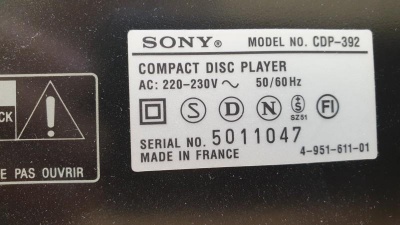 SONY® MODEL NO. CDP-392
COMPACT DISC PLAYER
AC: 220-230V ~ 50/60Hz
S D N S
SZ51
SERIAL NO. 5011047
MADE IN FRANCE 4-951-611-01
CK
E PAS OUVRIR